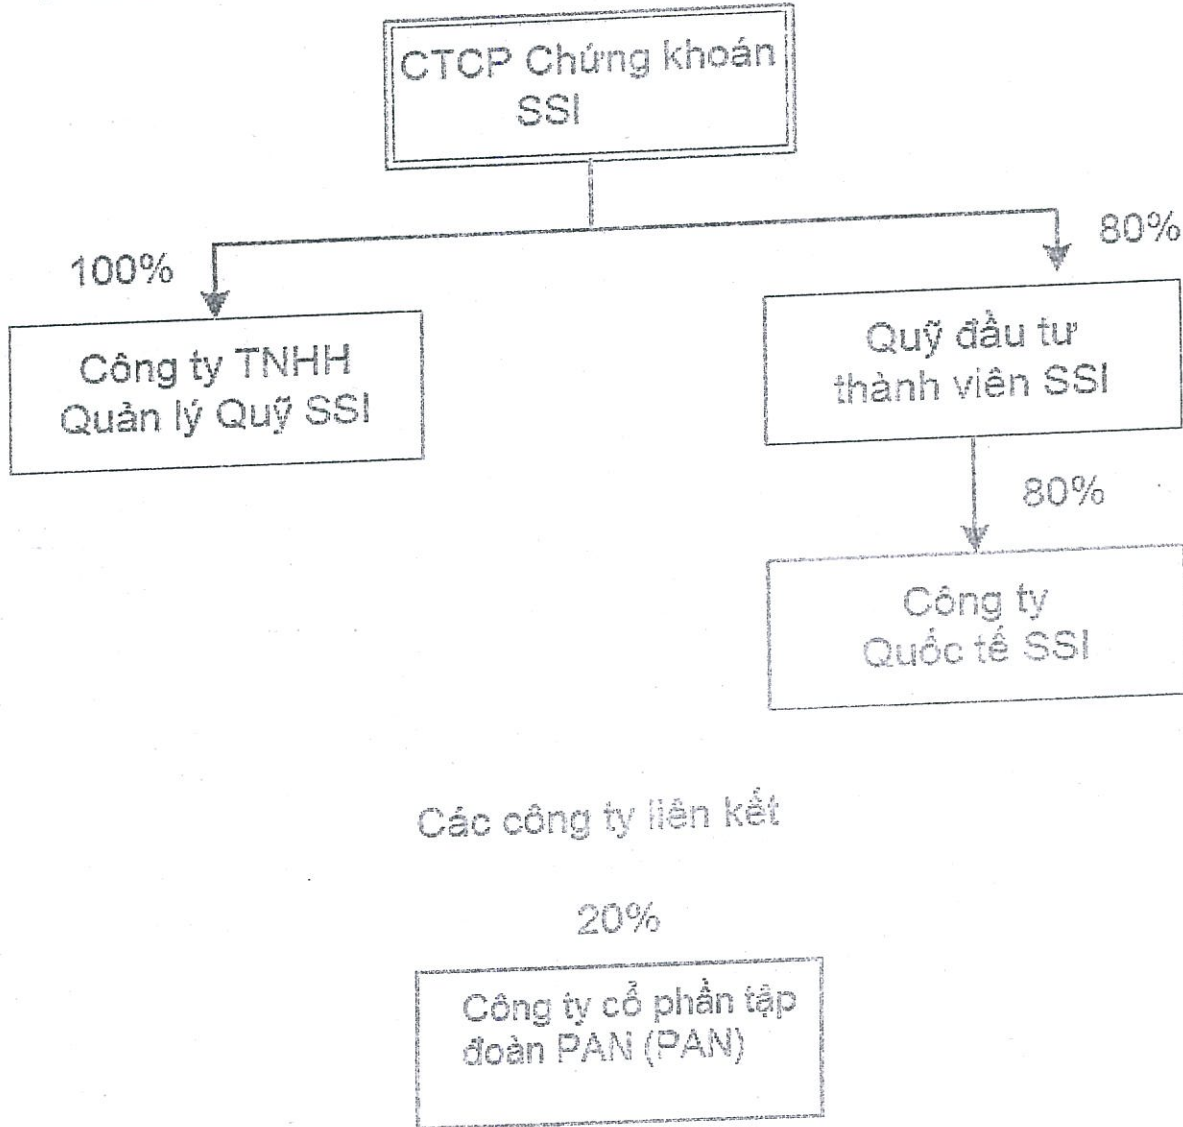 CTCP Chứng khoán
SSI
100%
80%
Công ty TNHH
Quản lý Quỹ SSI
Quỹ đầu tư
thành viên SSI
80%
Công ty
Quốc tế SSI
Các công ty liên kết
20%
Công ty cổ phần tập
đoàn PAN (PAN)